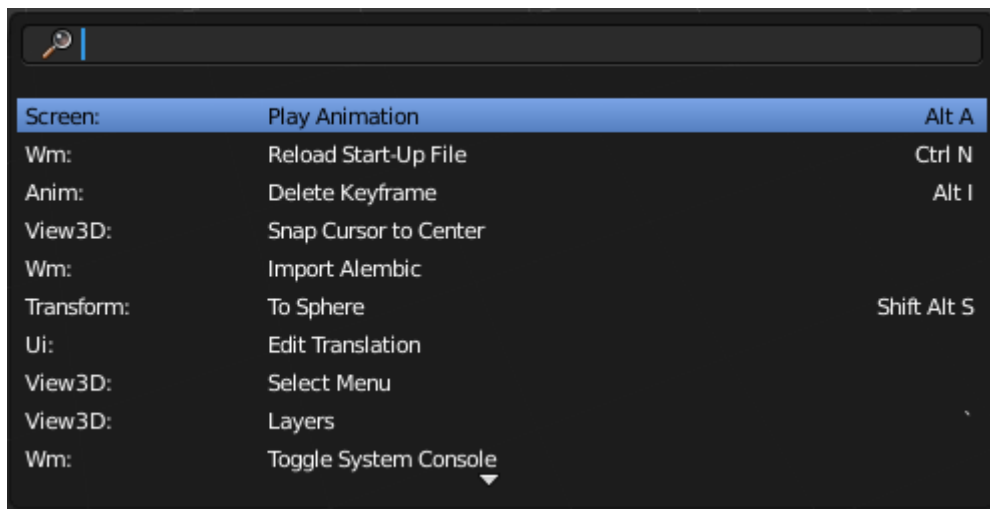 Screen: Play Animation Alt A
Wm: Reload Start-Up File Ctrl N
Anim: Delete Keyframe Alt I
View3D: Snap Cursor to Center
Wm: Import Alembic
Transform: To Sphere Shift Alt S
Ui: Edit Translation
View3D: Select Menu
View3D: Layers `
Wm: Toggle System Console